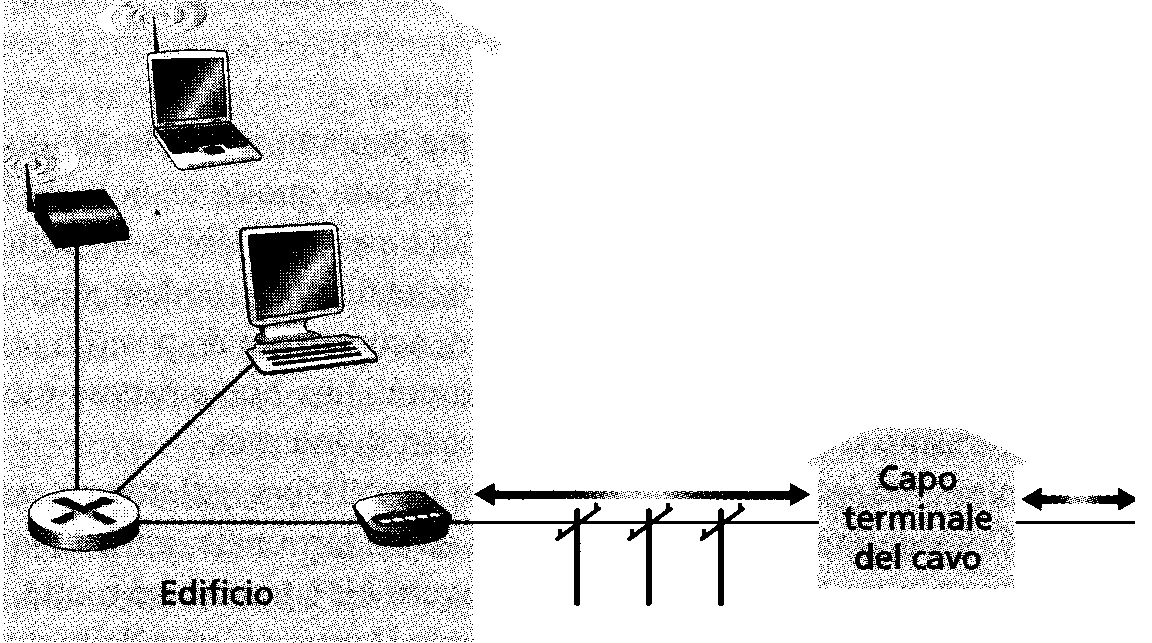 Capo
terminale
del cavo
Edificio